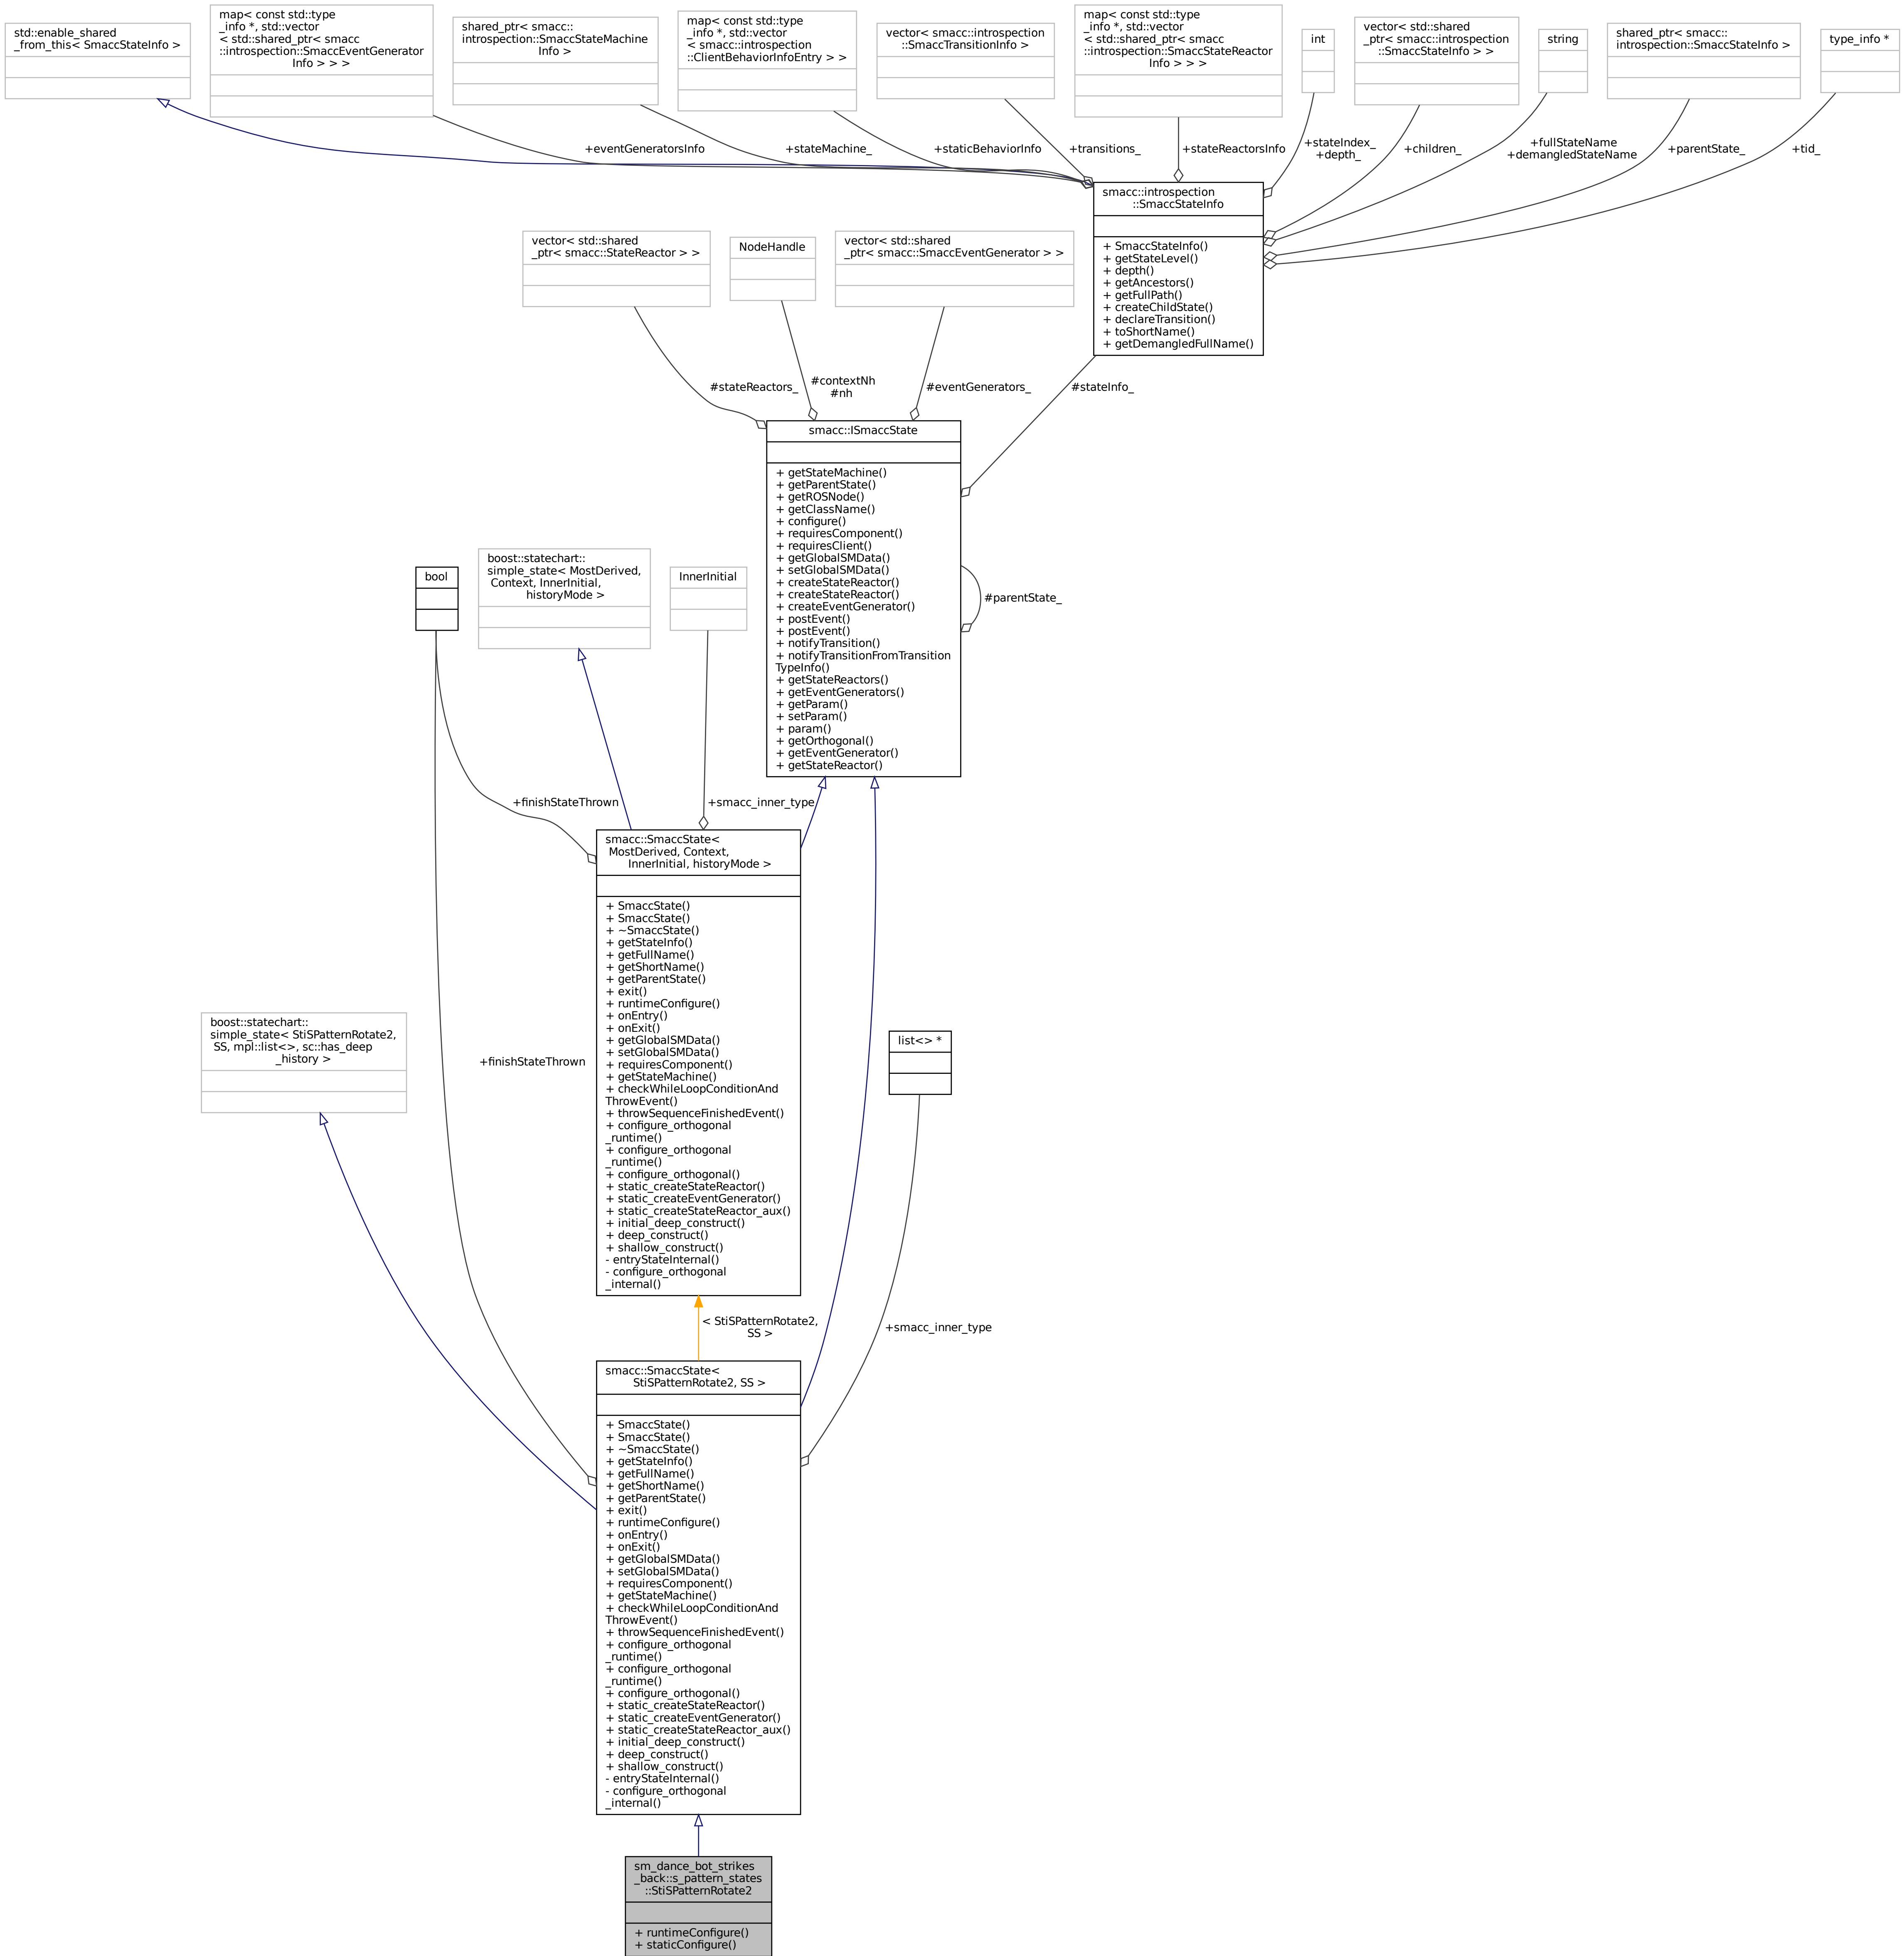 std::enable_shared
_from_this< SmaccStateInfo >
map< const std::type
_info *, std::vector
< std::shared_ptr< smacc
::introspection::SmaccEventGenerator
Info > > >
shared_ptr< smacc::
introspection::SmaccStateMachine
Info >
map< const std::type
_info *, std::vector
< smacc::introspection
::ClientBehaviorInfoEntry > >
vector< smacc::introspection
::SmaccTransitionInfo >
map< const std::type
_info *, std::vector
< std::shared_ptr< smacc
::introspection::SmaccStateReactor
Info > > >
int
vector< std::shared
_ptr< smacc::introspection
::SmaccStateInfo > >
string
shared_ptr< smacc::
introspection::SmaccStateInfo >
type_info *
+eventGeneratorsInfo
+stateMachine_
+staticBehaviorInfo
+transitions_
+stateReactorsInfo
+stateIndex_
+depth_
+children_
+fullStateName
+demangledStateName
+parentState_
+tid_
smacc::introspection
::SmaccStateInfo
+ SmaccStateInfo()
+ getStateLevel()
+ depth()
+ getAncestors()
+ getFullPath()
+ createChildState()
+ declareTransition()
+ toShortName()
+ getDemangledFullName()
vector< std::shared
_ptr< smacc::StateReactor > >
NodeHandle
vector< std::shared
_ptr< smacc::SmaccEventGenerator > >
#stateReactors_
#contextNh
#nh
#eventGenerators_
#stateInfo_
smacc::ISmaccState
+ getStateMachine()
+ getParentState()
+ getROSNode()
+ getClassName()
+ configure()
+ requiresComponent()
+ requiresClient()
+ getGlobalSMData()
+ setGlobalSMData()
+ createStateReactor()
+ createStateReactor()
+ createEventGenerator()
+ postEvent()
+ postEvent()
+ notifyTransition()
+ notifyTransitionFromTransition
TypeInfo()
+ getStateReactors()
+ getEventGenerators()
+ getParam()
+ setParam()
+ param()
+ getOrthogonal()
+ getEventGenerator()
+ getStateReactor()
#parentState_
bool
boost::statechart::
simple_state< MostDerived,
Context, InnerInitial,
historyMode >
InnerInitial
+finishStateThrown
+smacc_inner_type
smacc::SmaccState<
MostDerived, Context,
InnerInitial, historyMode >
+ SmaccState()
+ SmaccState()
+ ~SmaccState()
+ getStateInfo()
+ getFullName()
+ getShortName()
+ getParentState()
+ exit()
+ runtimeConfigure()
+ onEntry()
+ onExit()
+ getGlobalSMData()
+ setGlobalSMData()
+ requiresComponent()
+ getStateMachine()
+ checkWhileLoopConditionAnd
ThrowEvent()
+ throwSequenceFinishedEvent()
+ configure_orthogonal
_runtime()
+ configure_orthogonal
_runtime()
+ configure_orthogonal()
+ static_createStateReactor()
+ static_createEventGenerator()
+ static_createStateReactor_aux()
+ initial_deep_construct()
+ deep_construct()
+ shallow_construct()
- entryStateInternal()
- configure_orthogonal
_internal()
boost::statechart::
simple_state< StiSPatternRotate2,
SS, mpl::list<>, sc::has_deep
_history >
+finishStateThrown
list<> *
< StiSPatternRotate2,
SS >
+smacc_inner_type
smacc::SmaccState<
StiSPatternRotate2, SS >
+ SmaccState()
+ SmaccState()
+ ~SmaccState()
+ getStateInfo()
+ getFullName()
+ getShortName()
+ getParentState()
+ exit()
+ runtimeConfigure()
+ onEntry()
+ onExit()
+ getGlobalSMData()
+ setGlobalSMData()
+ requiresComponent()
+ getStateMachine()
+ checkWhileLoopConditionAnd
ThrowEvent()
+ throwSequenceFinishedEvent()
+ configure_orthogonal
_runtime()
+ configure_orthogonal
_runtime()
+ configure_orthogonal()
+ static_createStateReactor()
+ static_createEventGenerator()
+ static_createStateReactor_aux()
+ initial_deep_construct()
+ deep_construct()
+ shallow_construct()
- entryStateInternal()
- configure_orthogonal
_internal()
sm_dance_bot_strikes
_back::s_pattern_states
::StiSPatternRotate2
+ runtimeConfigure()
+ staticConfigure()